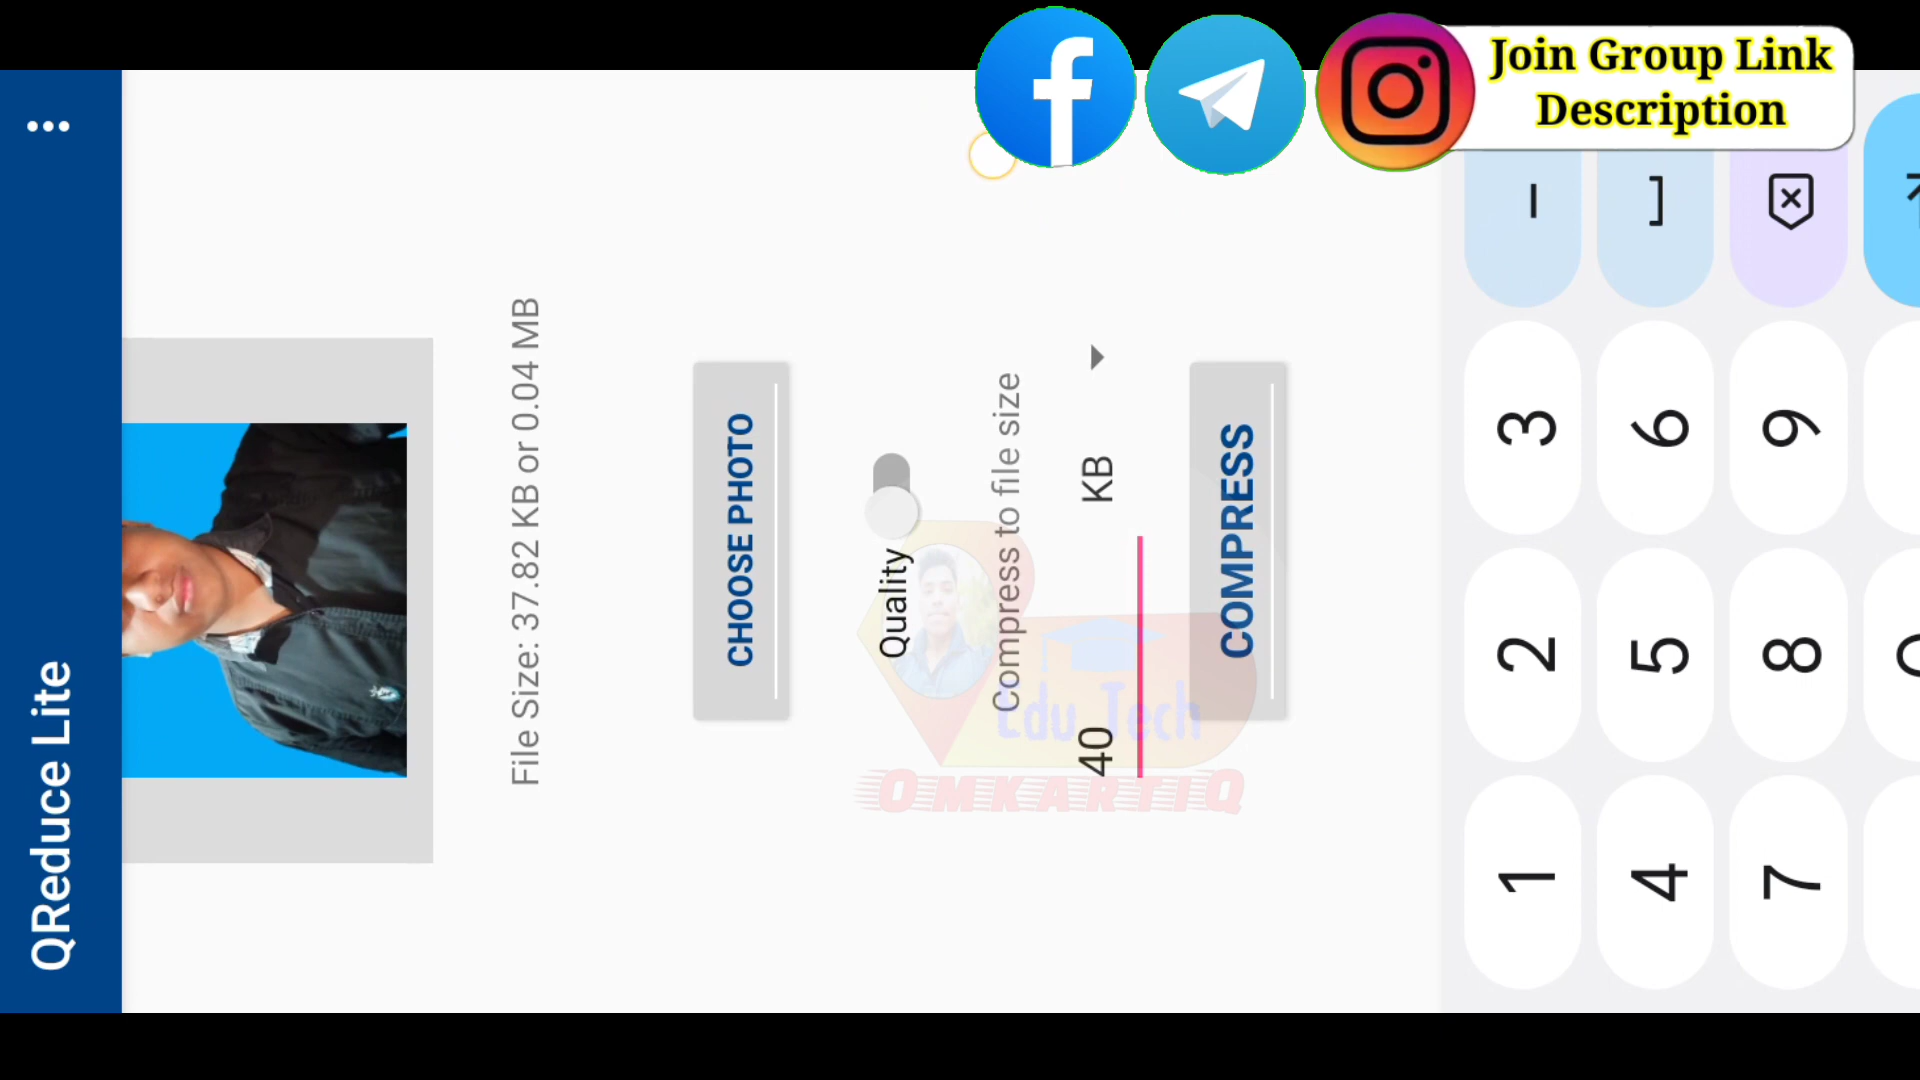 Join Group Link
Description
QReduce Lite
File Size: 37.82 KB or 0.04 MB
CHOOSE PHOTO
Quality
Compress to file size
40 KB
COMPRESS
Edu Tech
OMKARTIQ
1 2 3 -
4 5 6 ]
7 8 9